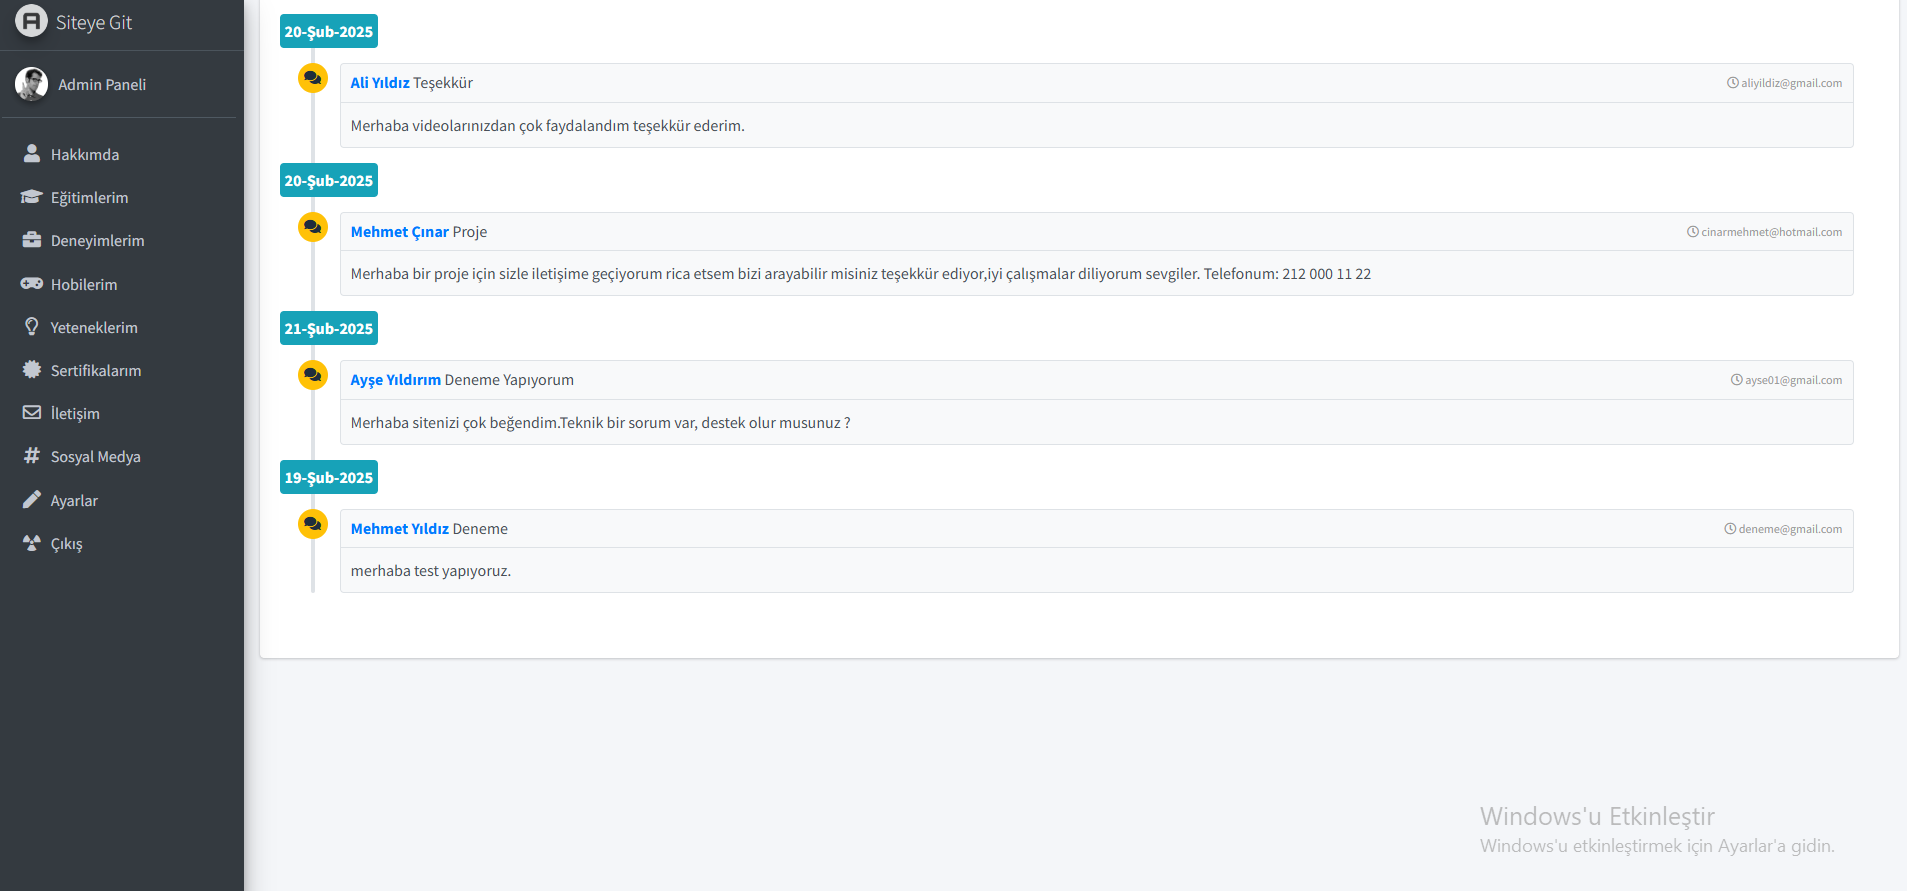 Siteye Git
Admin Paneli
Hakkımda
Eğitimlerim
Deneyimlerim
Hobilerim
Yeteneklerim
Sertifikalarım
İletişim
Sosyal Medya
Ayarlar
Çıkış
20-Şub-2025
Ali Yıldız Teşekkür aliyildiz@gmail.com
Merhaba videolarınızdan çok faydalandım teşekkür ederim.
20-Şub-2025
Mehmet Çınar Proje cinarmehmet@hotmail.com
Merhaba bir proje için sizle iletişime geçiyorum rica etsem bizi arayabilir misiniz teşekkür ediyor,iyi çalışmalar diliyorum sevgiler. Telefonum: 212 000 11 22
21-Şub-2025
Ayşe Yıldırım Deneme Yapıyorum ayse01@gmail.com
Merhaba sitenizi çok beğendim.Teknik bir sorum var, destek olur musunuz ?
19-Şub-2025
Mehmet Yıldız Deneme deneme@gmail.com
merhaba test yapıyoruz.
Windows'u Etkinleştir
Windows'u etkinleştirmek için Ayarlar'a gidin.